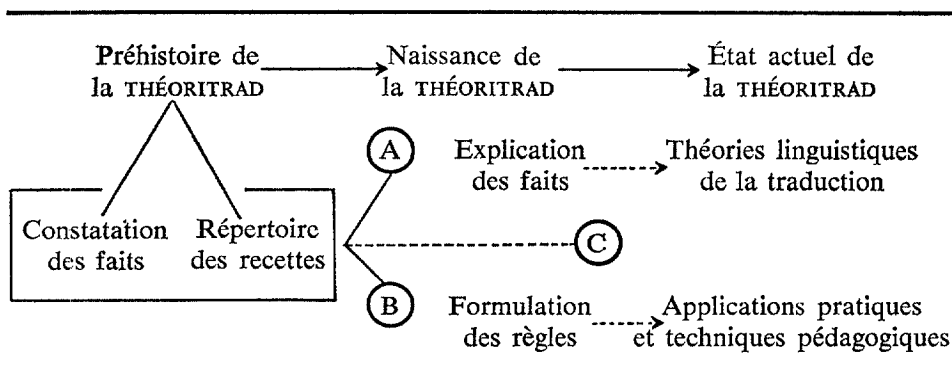 Préhistoire de la THÉORITRAD
Naissance de la THÉORITRAD
État actuel de la THÉORITRAD
A
Explication des faits
Théories linguistiques de la traduction
Constatation des faits
Répertoire des recettes
C
B
Formulation des règles
Applications pratiques et techniques pédagogiques